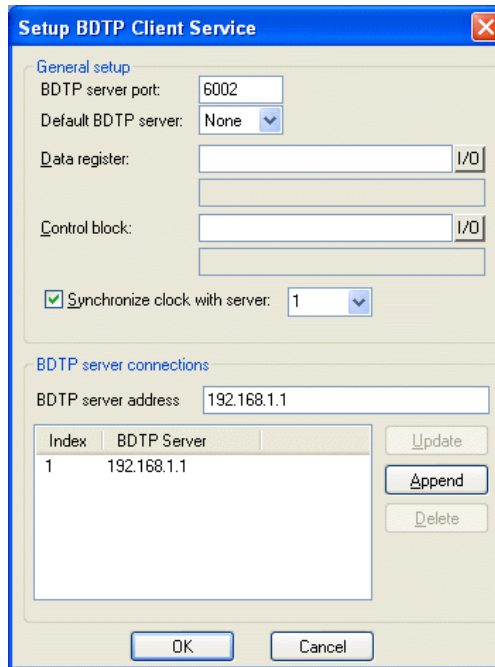 Setup BDTP Client Service
General setup
BDTP server port: 6002
Default BDTP server: None
Data register: I/O
Control block: I/O
Synchronize clock with server: 1
BDTP server connections
BDTP server address 192.168.1.1
Index BDTP Server
1 192.168.1.1
Update
Append
Delete
OK Cancel